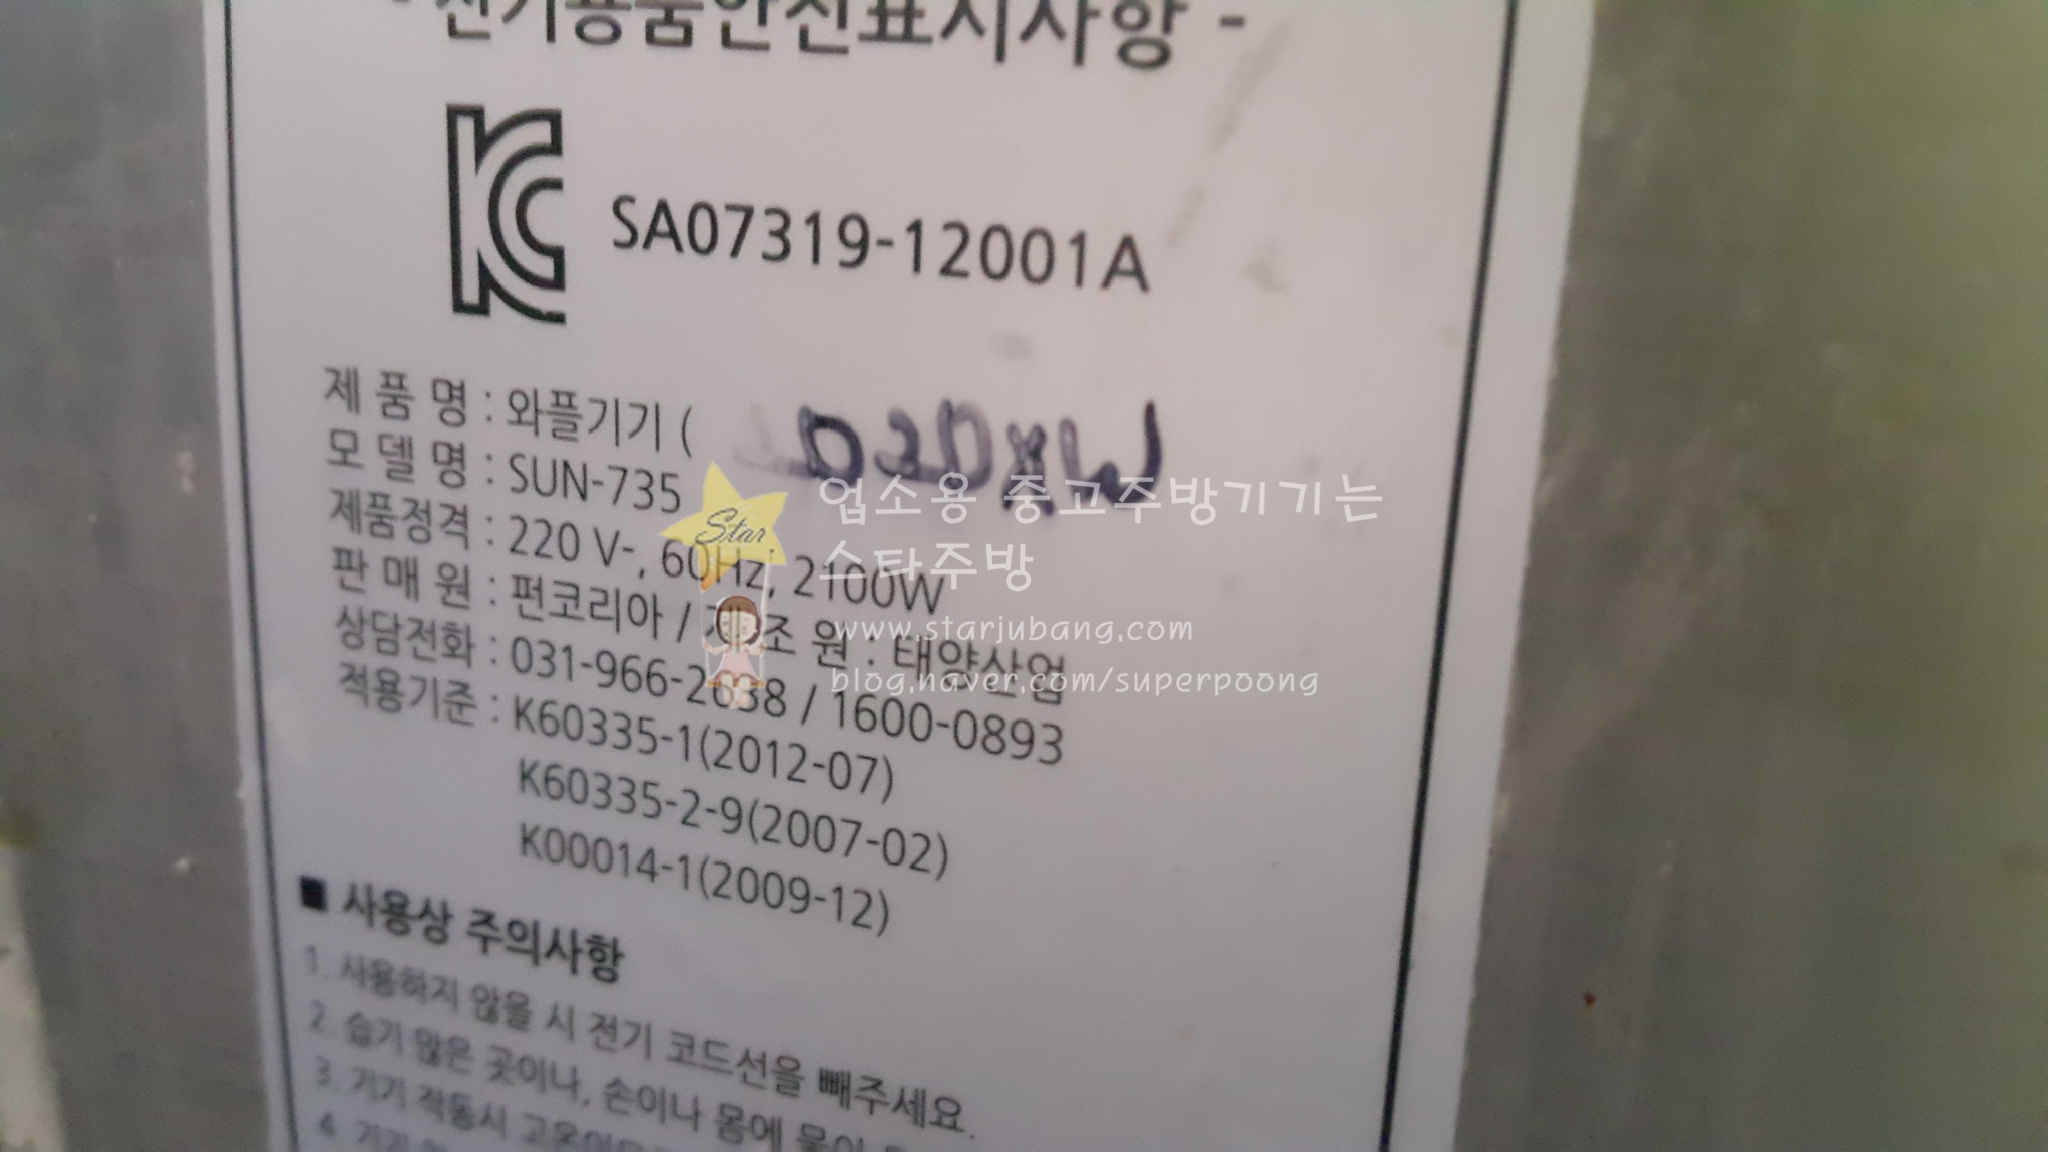 - 전기용품안전표시사항 -
KC SA07319-12001A
제 품 명 : 와플기기 (
모 델 명 : SUN-735
제품정격 : 220 V~, 60Hz, 2100W
판 매 원 : 펀코리아 / 제 조 원 : 태양산업
상담전화 : 031-966-2638 / 1600-0893
적용기준 : K60335-1(2012-07)
K60335-2-9(2007-02)
K00014-1(2009-12)
■ 사용상 주의사항
1. 사용하지 않을 시 전기 코드선을 빼주세요.
2. 습기 많은 곳이나, 손이나 몸에 물이
3. 기기 작동시
4. 기기
Star
업소용 중고주방기기는
스타주방
www.starjubang.com
blog.naver.com/superpoong